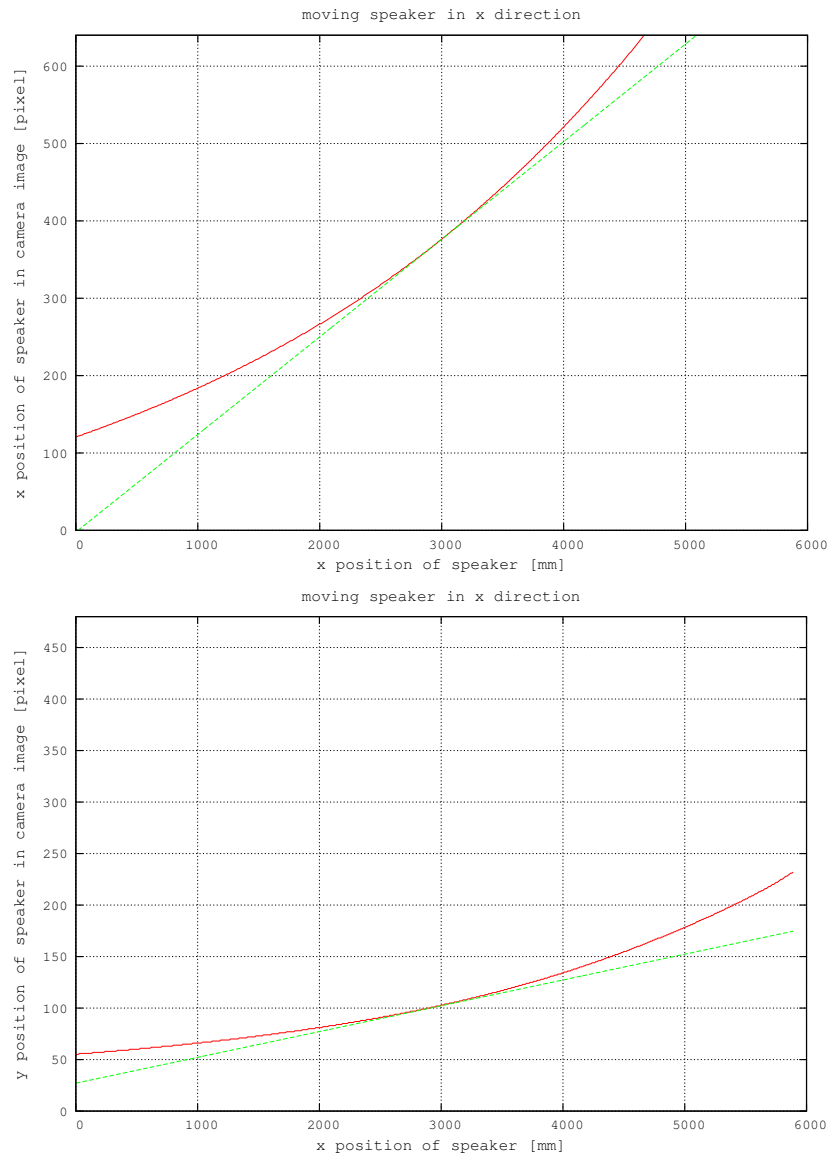 moving speaker in x direction
x position of speaker in camera image [pixel]
600
500
400
300
200
100
0
0 1000 2000 3000 4000 5000 6000
x position of speaker [mm]
moving speaker in x direction
y position of speaker in camera image [pixel]
450
400
350
300
250
200
150
100
50
0
0 1000 2000 3000 4000 5000 6000
x position of speaker [mm]